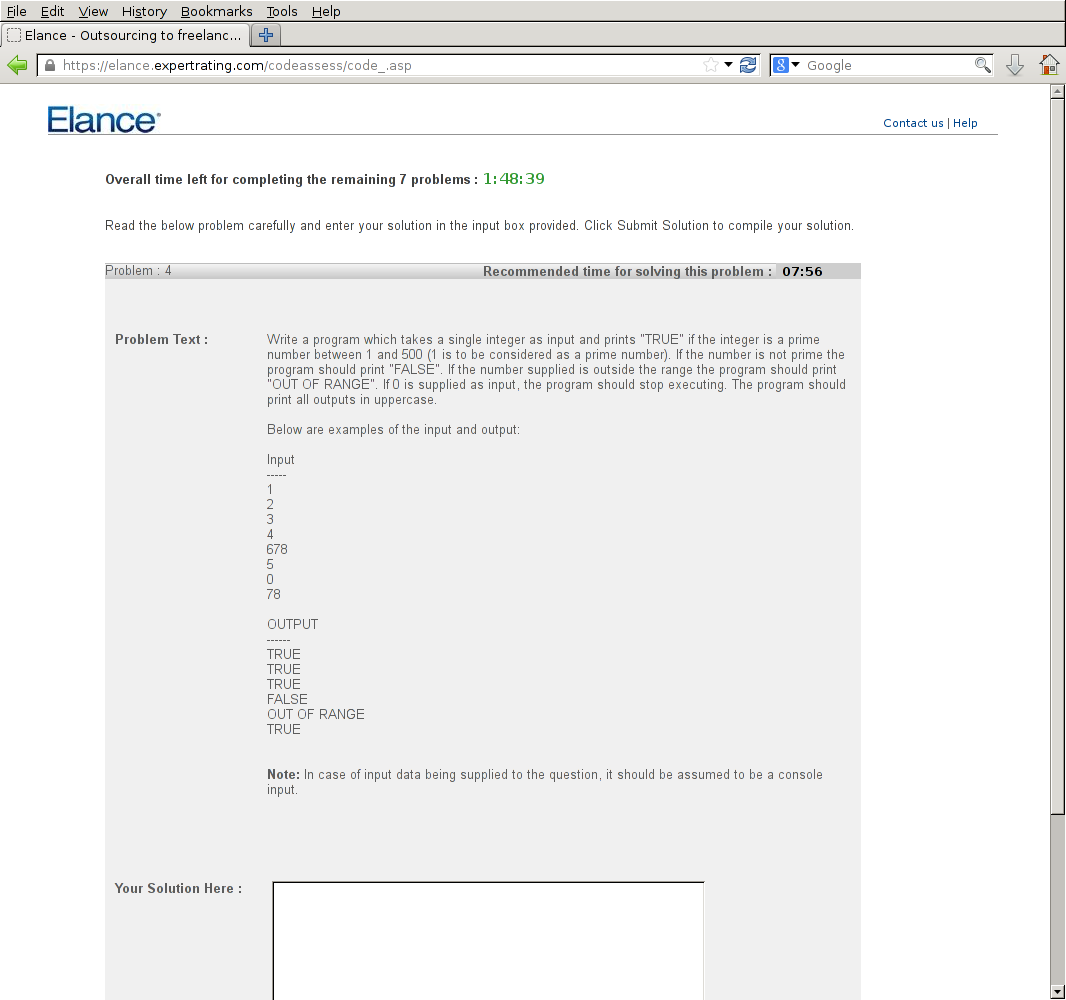 File Edit View History Bookmarks Tools Help
Elance - Outsourcing to freelanc...
https://elance.expertrating.com/codeassess/code_.asp
8 Google
Elance
Contact us | Help
Overall time left for completing the remaining 7 problems : 1:48:39
Read the below problem carefully and enter your solution in the input box provided. Click Submit Solution to compile your solution.
Problem : 4 Recommended time for solving this problem : 07:56
Problem Text :
Write a program which takes a single integer as input and prints "TRUE" if the integer is a prime
number between 1 and 500 (1 is to be considered as a prime number). If the number is not prime the
program should print "FALSE". If the number supplied is outside the range the program should print
"OUT OF RANGE". If 0 is supplied as input, the program should stop executing. The program should
print all outputs in uppercase.
Below are examples of the input and output:
Input
-----
1
2
3
4
678
5
0
78
OUTPUT
------
TRUE
TRUE
TRUE
FALSE
OUT OF RANGE
TRUE
Note: In case of input data being supplied to the question, it should be assumed to be a console
input.
Your Solution Here :